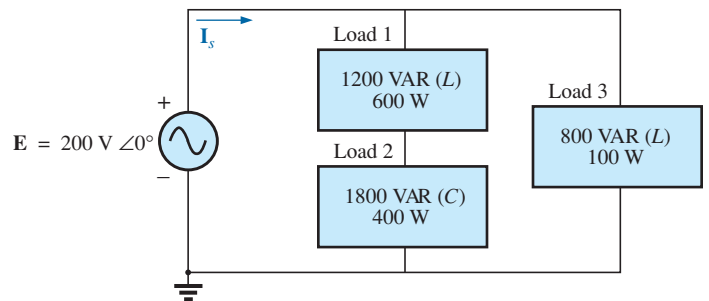 I_s
Load 1
1200 VAR (L)
600 W
Load 3
+
E = 200 V ∠0°
800 VAR (L)
100 W
−
Load 2
1800 VAR (C)
400 W